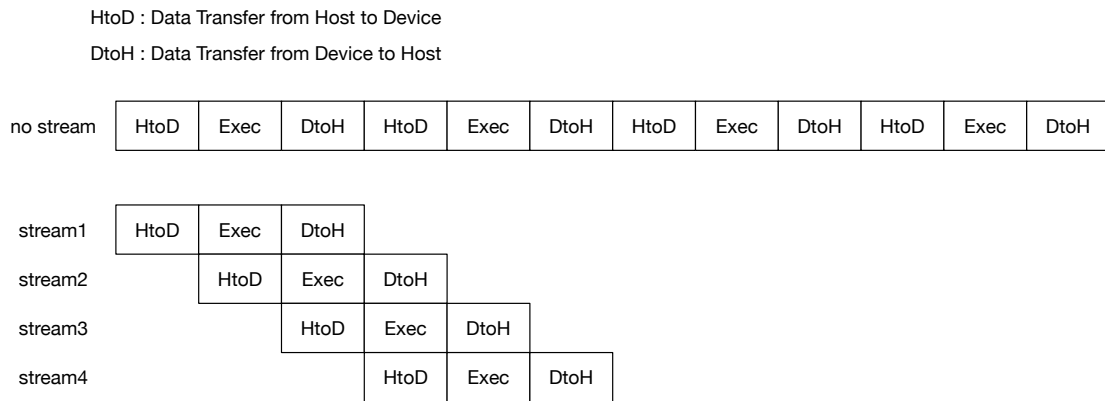 HtoD : Data Transfer from Host to Device
DtoH : Data Transfer from Device to Host
no stream HtoD Exec DtoH HtoD Exec DtoH HtoD Exec DtoH HtoD Exec DtoH
stream1 HtoD Exec DtoH
stream2 HtoD Exec DtoH
stream3 HtoD Exec DtoH
stream4 HtoD Exec DtoH